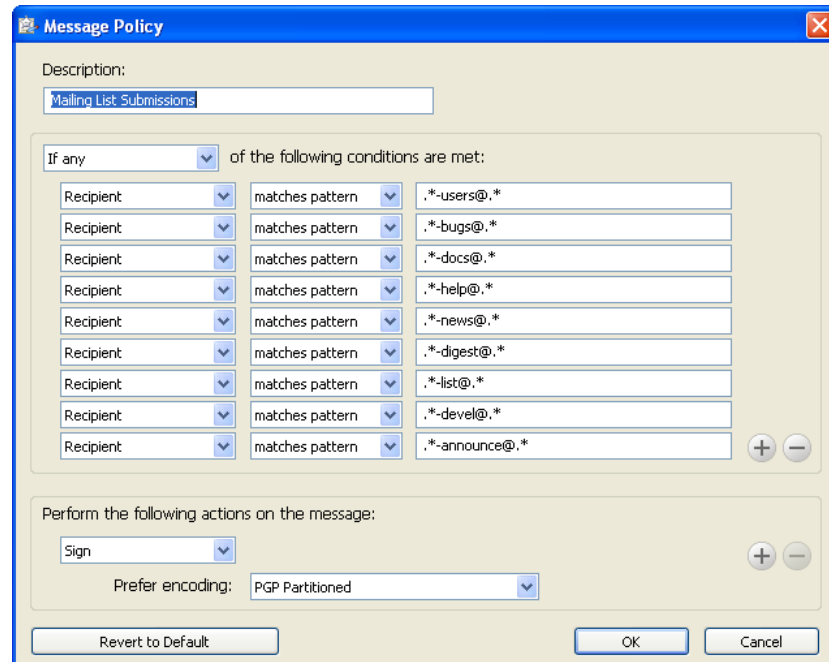 Message Policy
Description:
Mailing List Submissions
If any of the following conditions are met:
Recipient matches pattern .*-users@.*
Recipient matches pattern .*-bugs@.*
Recipient matches pattern .*-docs@.*
Recipient matches pattern .*-help@.*
Recipient matches pattern .*-news@.*
Recipient matches pattern .*-digest@.*
Recipient matches pattern .*-list@.*
Recipient matches pattern .*-devel@.*
Recipient matches pattern .*-announce@.*
Perform the following actions on the message:
Sign
Prefer encoding: PGP Partitioned
Revert to Default OK Cancel